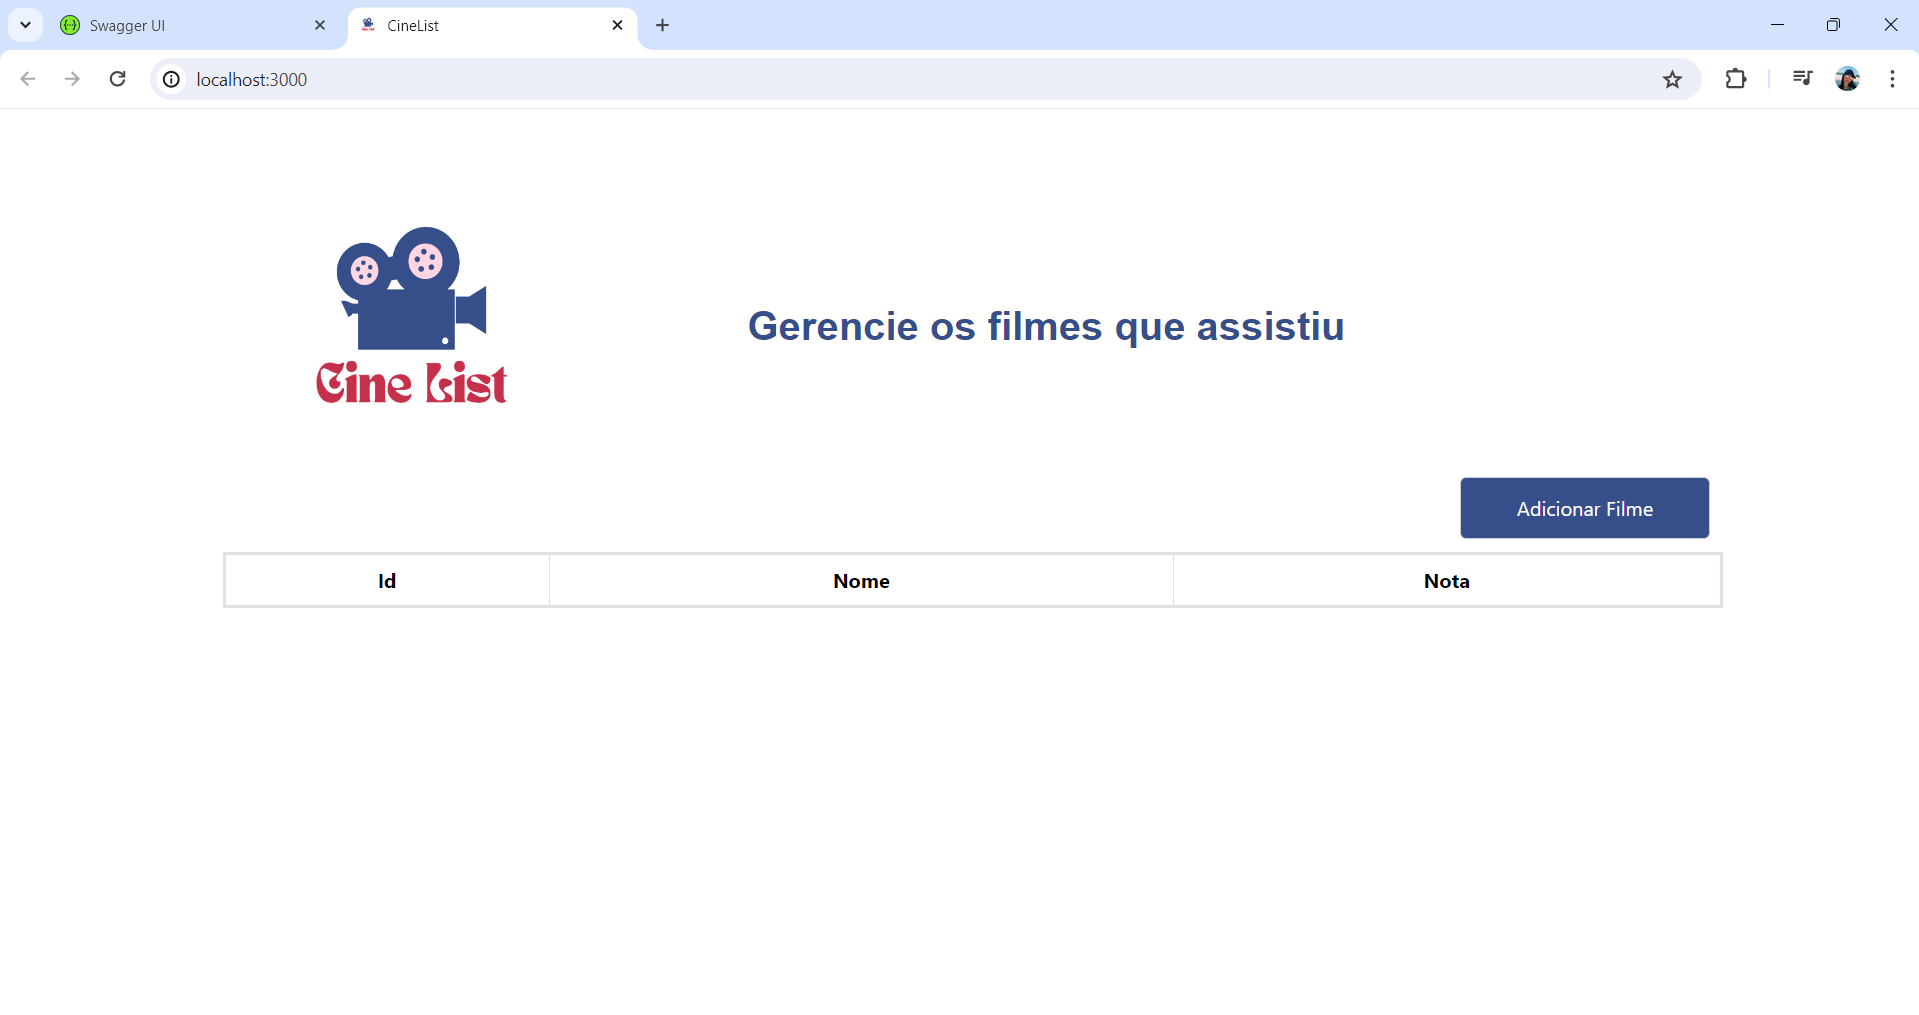 Swagger UI
CineList
localhost:3000
Cine List
Gerencie os filmes que assistiu
Adicionar Filme
Id Nome Nota